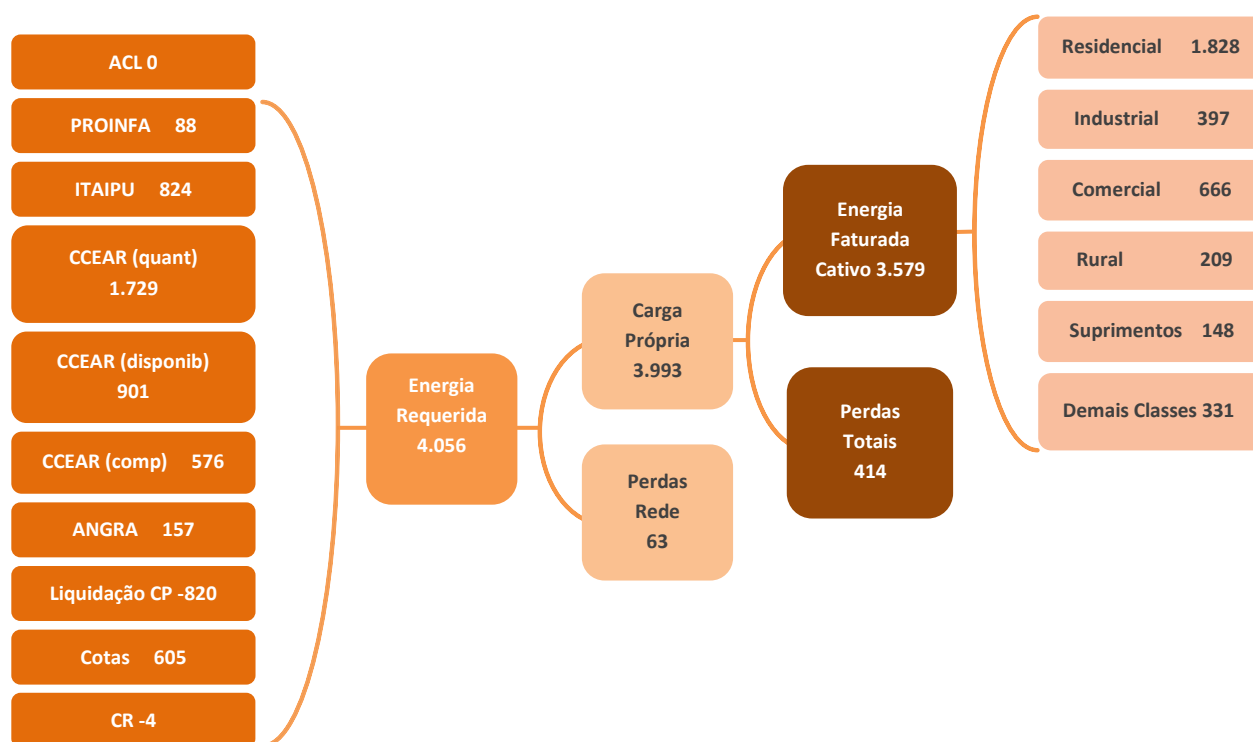 ACL 0
PROINFA 88
ITAIPU 824
CCEAR (quant)
1.729
CCEAR (disponib)
901
CCEAR (comp) 576
ANGRA 157
Liquidação CP -820
Cotas 605
CR -4
Energia
Requerida
4.056
Carga
Própria
3.993
Perdas
Rede
63
Energia
Faturada
Cativo 3.579
Perdas
Totais
414
Residencial 1.828
Industrial 397
Comercial 666
Rural 209
Suprimentos 148
Demais Classes 331